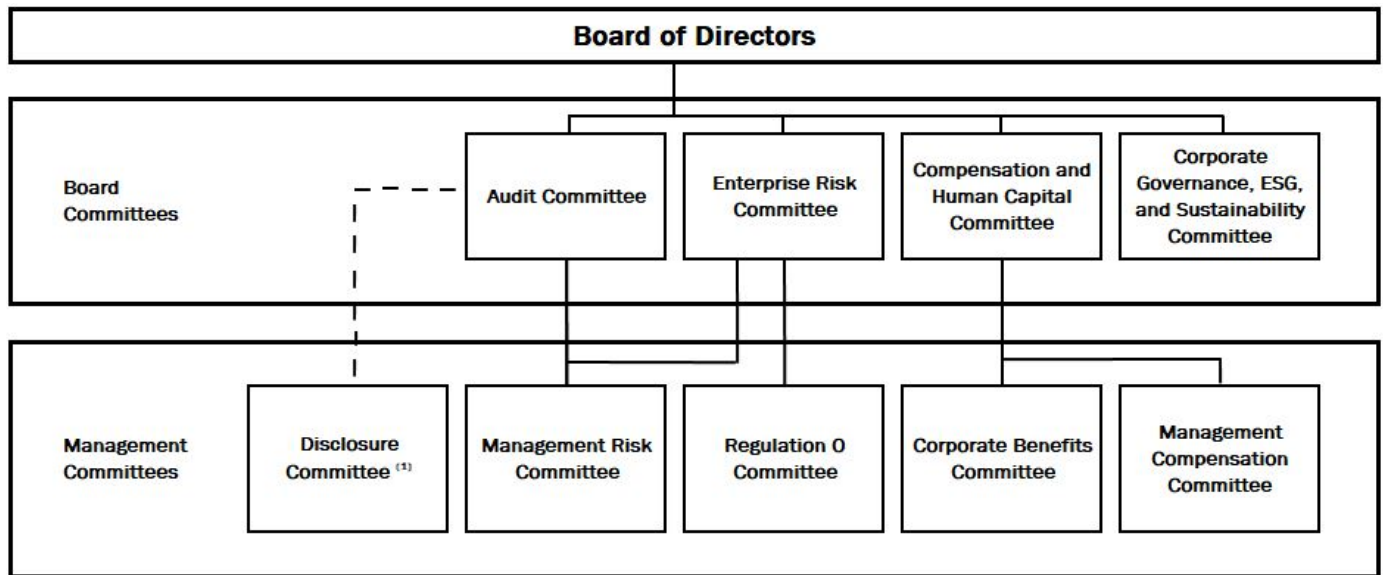 Board of Directors
Board
Committees
Audit Committee
Enterprise Risk
Committee
Compensation and
Human Capital
Committee
Corporate
Governance, ESG,
and Sustainability
Committee
Management
Committees
Disclosure
Committee (1)
Management Risk
Committee
Regulation O
Committee
Corporate Benefits
Committee
Management
Compensation
Committee